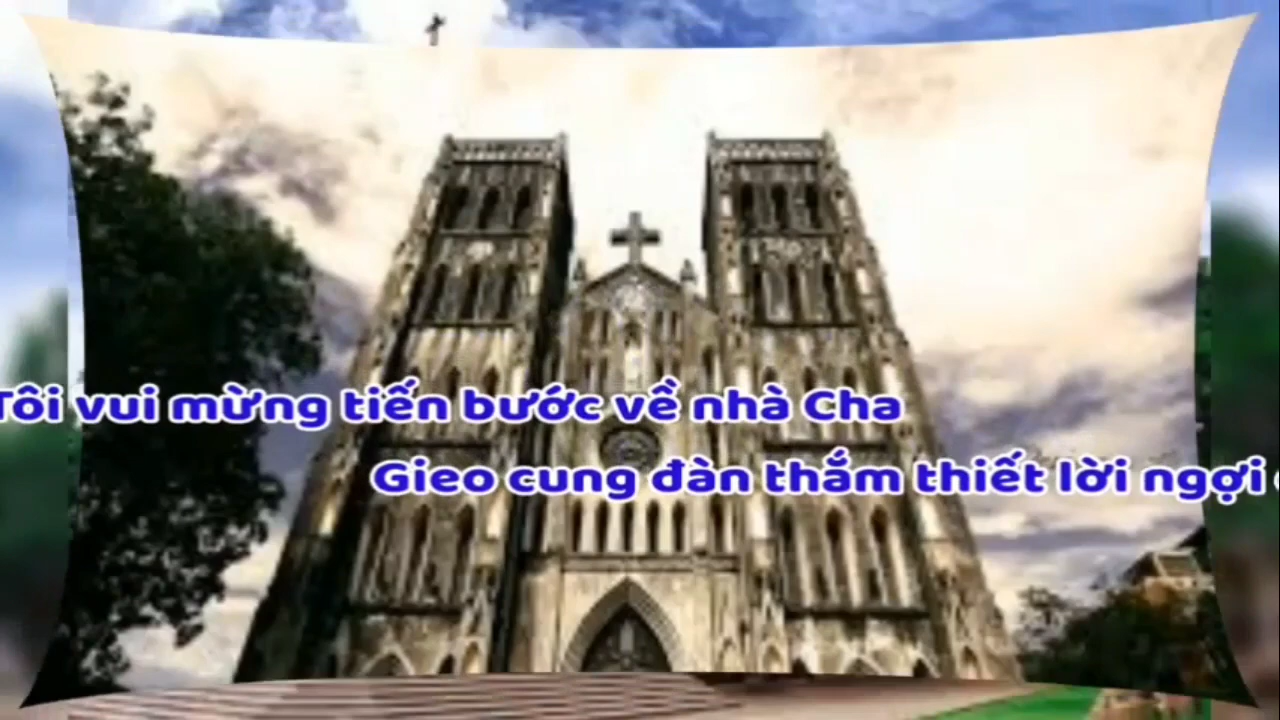 Tôi vui mừng tiến bước về nhà Cha
Gieo cung đàn thắm thiết lời ngợi